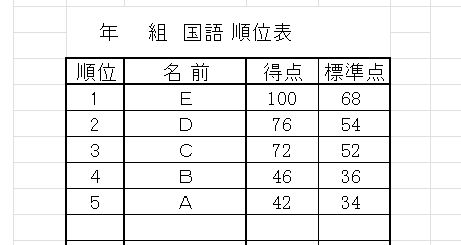 年 組 国語 順位表
順位 名前 得点 標準点
1 E 100 68
2 D 76 54
3 C 72 52
4 B 46 36
5 A 42 34